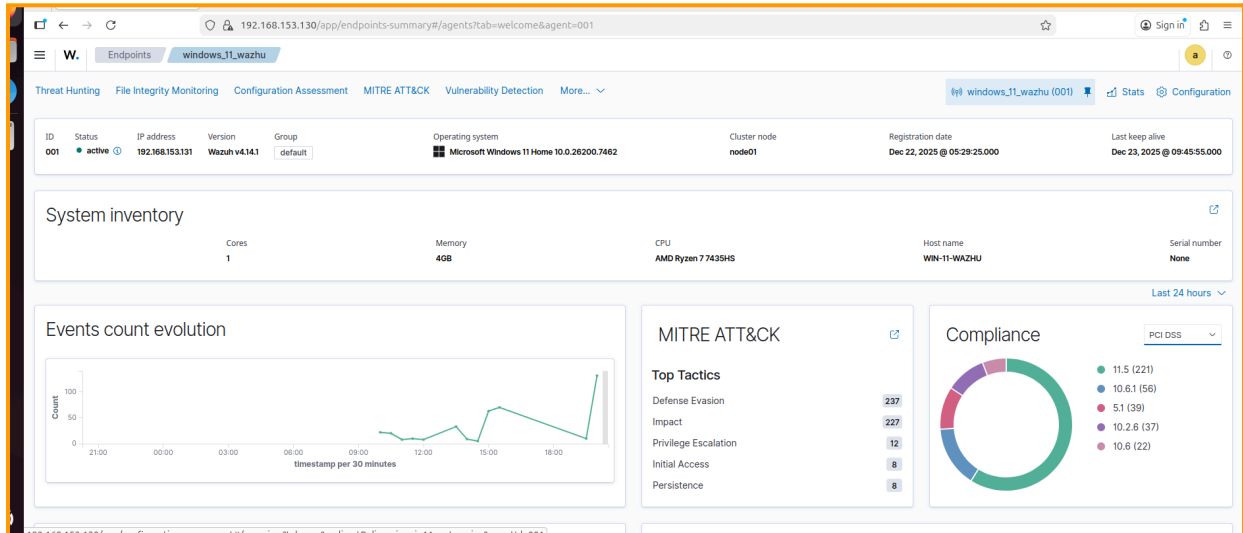 192.168.153.130/app/endpoints-summary#/agents?tab=welcome&agent=001 Sign in
W. Endpoints windows_11_wazhu a
Threat Hunting File Integrity Monitoring Configuration Assessment MITRE ATT&CK Vulnerability Detection More... windows_11_wazhu (001) Stats Configuration
ID Status IP address Version Group Operating system Cluster node Registration date Last keep alive
001 active 192.168.153.131 Wazuh v4.14.1 default Microsoft Windows 11 Home 10.0.26200.7462 node01 Dec 22, 2025 @ 05:29:25.000 Dec 23, 2025 @ 09:45:55.000
System inventory
Cores Memory CPU Host name Serial number
1 4GB AMD Ryzen 7 7435HS WIN-11-WAZHU None
Last 24 hours
Events count evolution
Count
100
50
0
21:00 00:00 03:00 06:00 09:00 12:00 15:00 18:00
timestamp per 30 minutes
MITRE ATT&CK
Top Tactics
Defense Evasion 237
Impact 227
Privilege Escalation 12
Initial Access 8
Persistence 8
Compliance PCI DSS
11.5 (221)
10.6.1 (56)
5.1 (39)
10.2.6 (37)
10.6 (22)